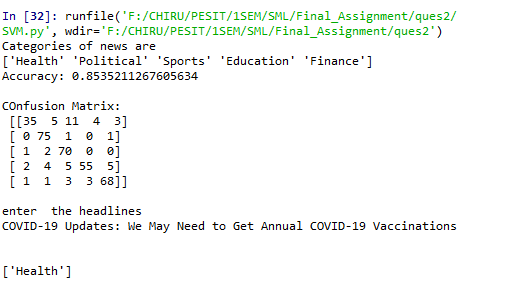 In [32]: runfile('F:/CHIRU/PESIT/1SEM/SML/Final_Assignment/ques2/
SVM.py', wdir='F:/CHIRU/PESIT/1SEM/SML/Final_Assignment/ques2')
Categories of news are
['Health' 'Political' 'Sports' 'Education' 'Finance']
Accuracy: 0.8535211267605634
COnfusion Matrix:
[[35  5 11  4  3]
[ 0 75  1  0  1]
[ 1  2 70  0  0]
[ 2  4  5 55  5]
[ 1  1  3  3 68]]
enter  the headlines
COVID-19 Updates: We May Need to Get Annual COVID-19 Vaccinations
['Health']